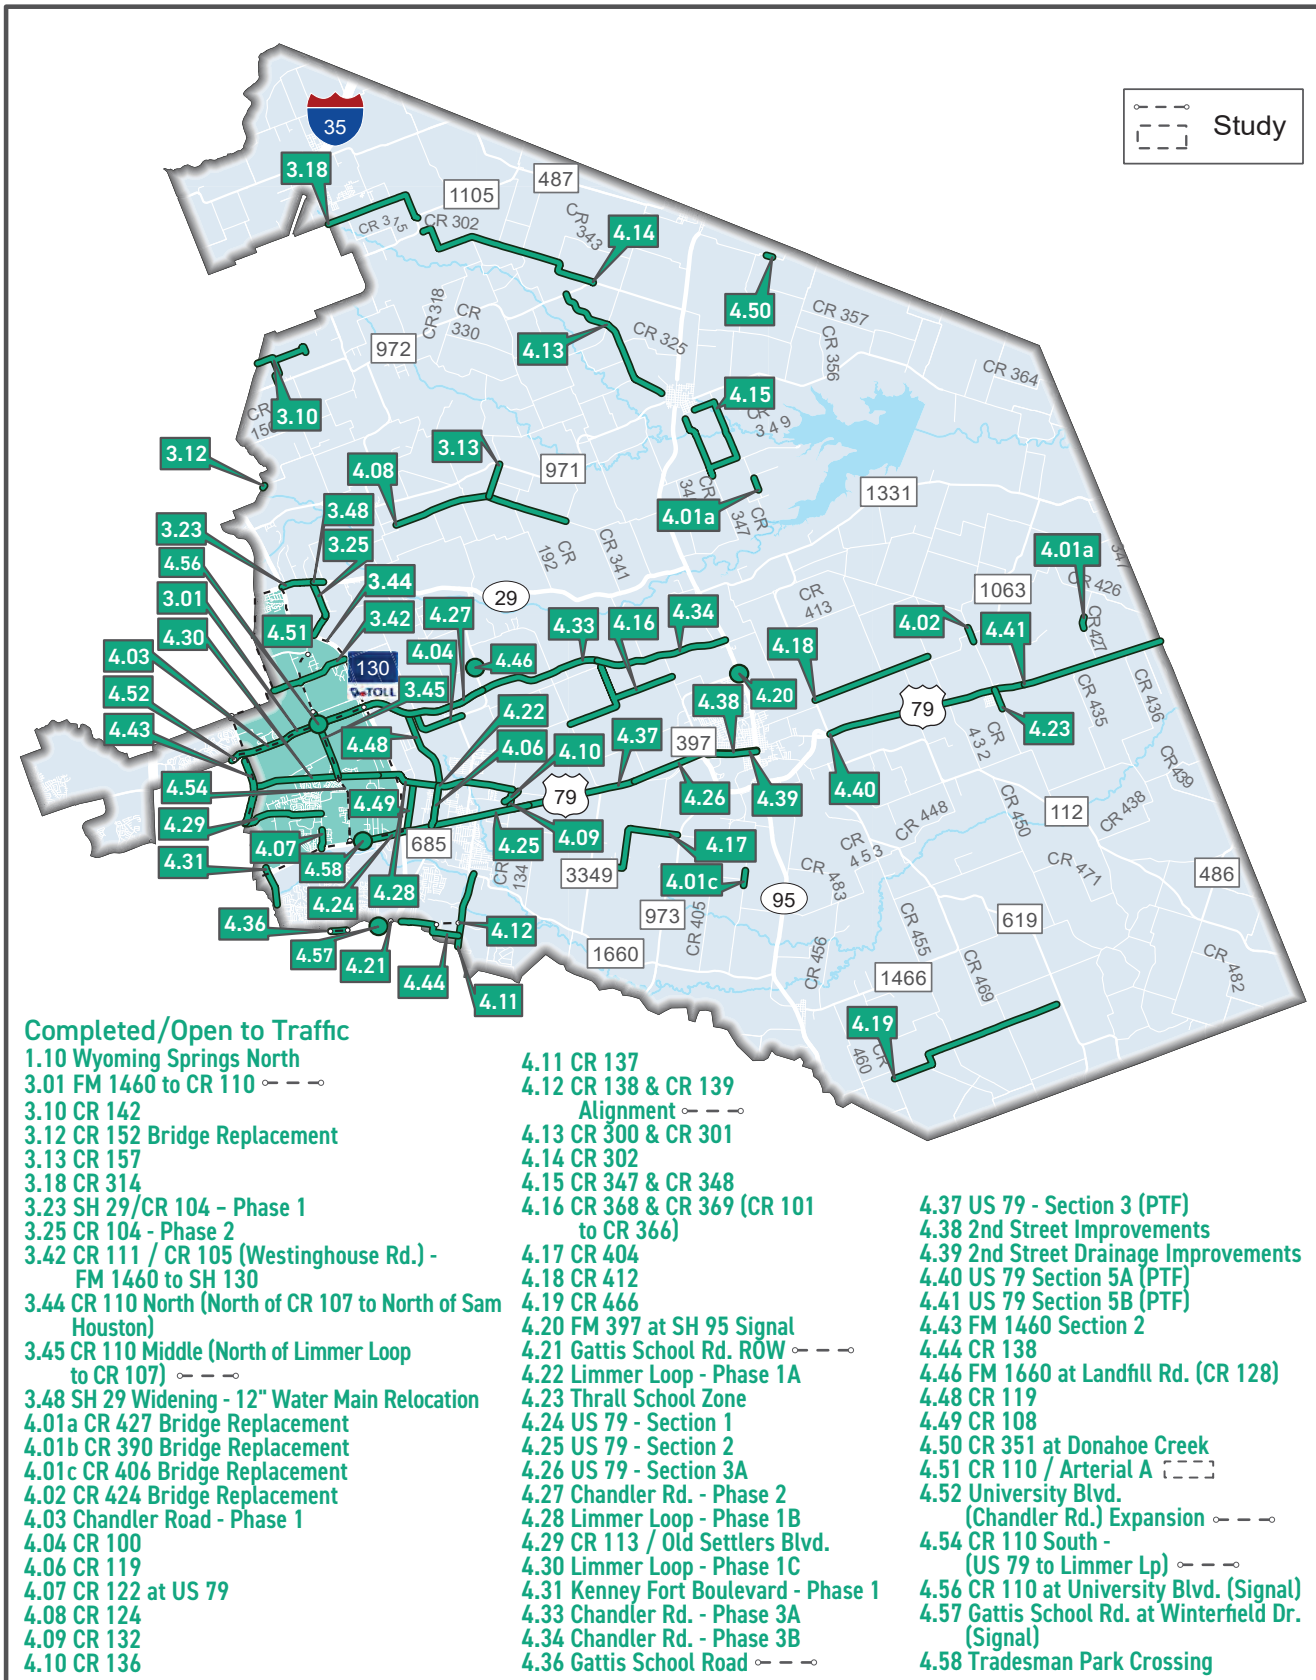 Study
35
3.18
1105
487
CR 315
CR 302
CR 343
4.14
4.50
CR 318
CR 330
972
4.13
CR 325
CR 357
CR 356
CR 364
3.10
CR 150
4.15
CR 349
3.12
4.08
3.13
971
4.01a
CR 347
1331
3.48
3.23
3.25
4.56
3.44
CR 192
CR 341
4.01a
347
CR 426
1063
3.01
4.51
3.42
4.27
29
4.33
4.16
4.34
CR 413
4.02
4.41
CR 427
4.30
4.03
130
TOLL
4.04
4.46
4.18
4.20
4.52
3.45
4.22
4.38
79
4.23
CR 435
CR 436
4.43
4.48
4.06
4.10
4.37
397
CR 432
CR 439
4.54
4.49
79
4.26
4.39
4.40
4.29
4.07
685
4.25
4.09
CR 448
CR 450
112
CR 438
4.31
4.58
CR 134
4.17
CR 453
CR 471
4.24
4.28
3349
4.01c
CR 483
486
4.36
4.57
4.21
4.44
4.12
4.11
973
CR 405
95
619
1660
CR 456
CR 455
1466
CR 469
CR 482
4.19
CR 460
Completed/Open to Traffic
1.10 Wyoming Springs North
3.01 FM 1460 to CR 110
3.10 CR 142
3.12 CR 152 Bridge Replacement
3.13 CR 157
3.18 CR 314
3.23 SH 29/CR 104 – Phase 1
3.25 CR 104 - Phase 2
3.42 CR 111 / CR 105 (Westinghouse Rd.) -
FM 1460 to SH 130
3.44 CR 110 North (North of CR 107 to North of Sam
Houston)
3.45 CR 110 Middle (North of Limmer Loop
to CR 107)
3.48 SH 29 Widening - 12" Water Main Relocation
4.01a CR 427 Bridge Replacement
4.01b CR 390 Bridge Replacement
4.01c CR 406 Bridge Replacement
4.02 CR 424 Bridge Replacement
4.03 Chandler Road - Phase 1
4.04 CR 100
4.06 CR 119
4.07 CR 122 at US 79
4.08 CR 124
4.09 CR 132
4.10 CR 136
4.11 CR 137
4.12 CR 138 & CR 139
Alignment
4.13 CR 300 & CR 301
4.14 CR 302
4.15 CR 347 & CR 348
4.16 CR 368 & CR 369 (CR 101
to CR 366)
4.17 CR 404
4.18 CR 412
4.19 CR 466
4.20 FM 397 at SH 95 Signal
4.21 Gattis School Rd. ROW
4.22 Limmer Loop - Phase 1A
4.23 Thrall School Zone
4.24 US 79 - Section 1
4.25 US 79 - Section 2
4.26 US 79 - Section 3A
4.27 Chandler Rd. - Phase 2
4.28 Limmer Loop - Phase 1B
4.29 CR 113 / Old Settlers Blvd.
4.30 Limmer Loop - Phase 1C
4.31 Kenney Fort Boulevard - Phase 1
4.33 Chandler Rd. - Phase 3A
4.34 Chandler Rd. - Phase 3B
4.36 Gattis School Road
4.37 US 79 - Section 3 (PTF)
4.38 2nd Street Improvements
4.39 2nd Street Drainage Improvements
4.40 US 79 Section 5A (PTF)
4.41 US 79 Section 5B (PTF)
4.43 FM 1460 Section 2
4.44 CR 138
4.46 FM 1660 at Landfill Rd. (CR 128)
4.48 CR 119
4.49 CR 108
4.50 CR 351 at Donahoe Creek
4.51 CR 110 / Arterial A
4.52 University Blvd.
(Chandler Rd.) Expansion
4.54 CR 110 South -
(US 79 to Limmer Lp)
4.56 CR 110 at University Blvd. (Signal)
4.57 Gattis School Rd. at Winterfield Dr.
(Signal)
4.58 Tradesman Park Crossing